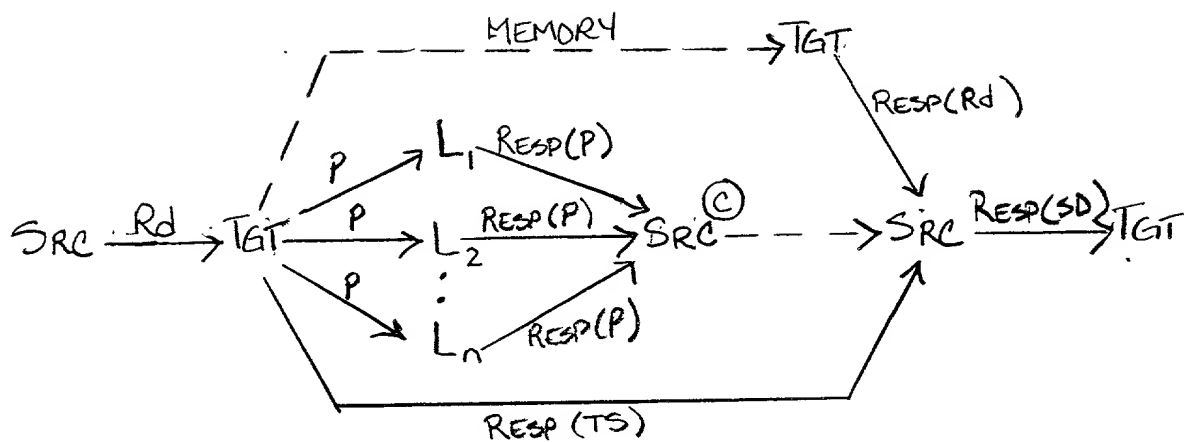 MEMORY
TGT
RESP(Rd)
L1 RESP(P)
P
SRC Rd TGT P L2 RESP(P) SRC C SRC RESP(SD) TGT
P
Ln RESP(P)
RESP (TS)